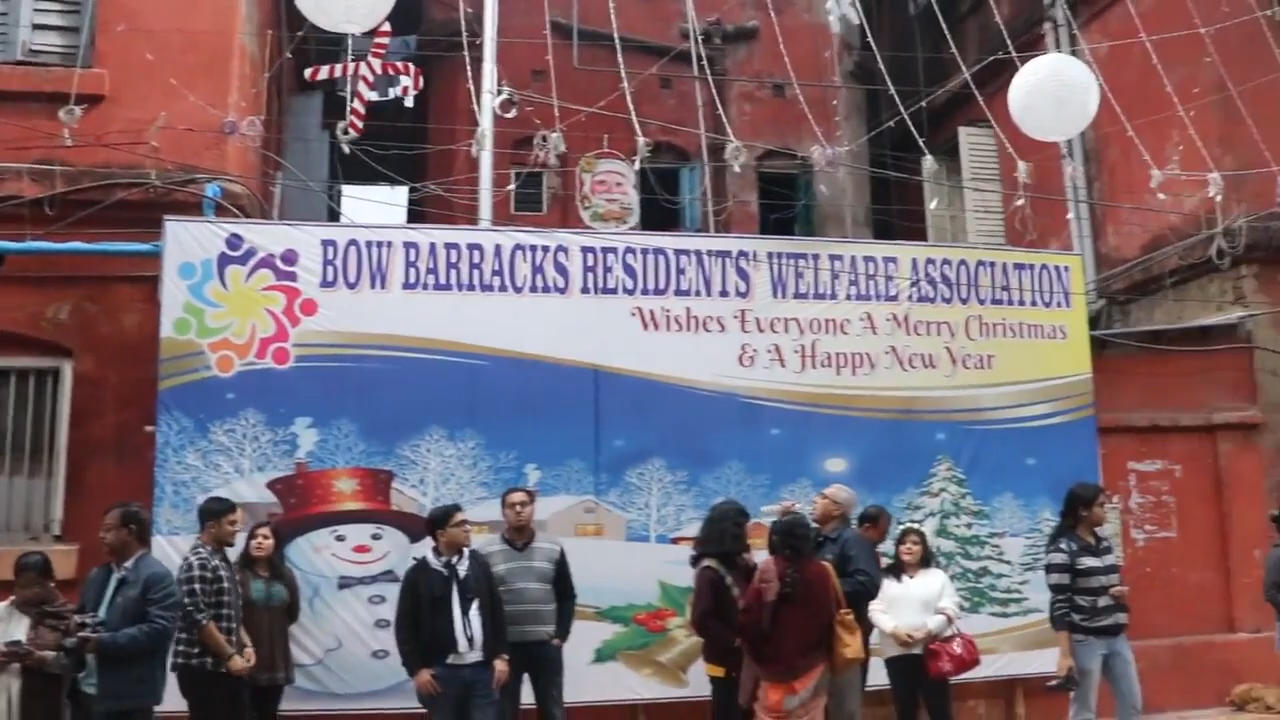 BOW BARRACKS RESIDENTS' WELFARE ASSOCIATION
Wishes Everyone A Merry Christmas
& A Happy New Year